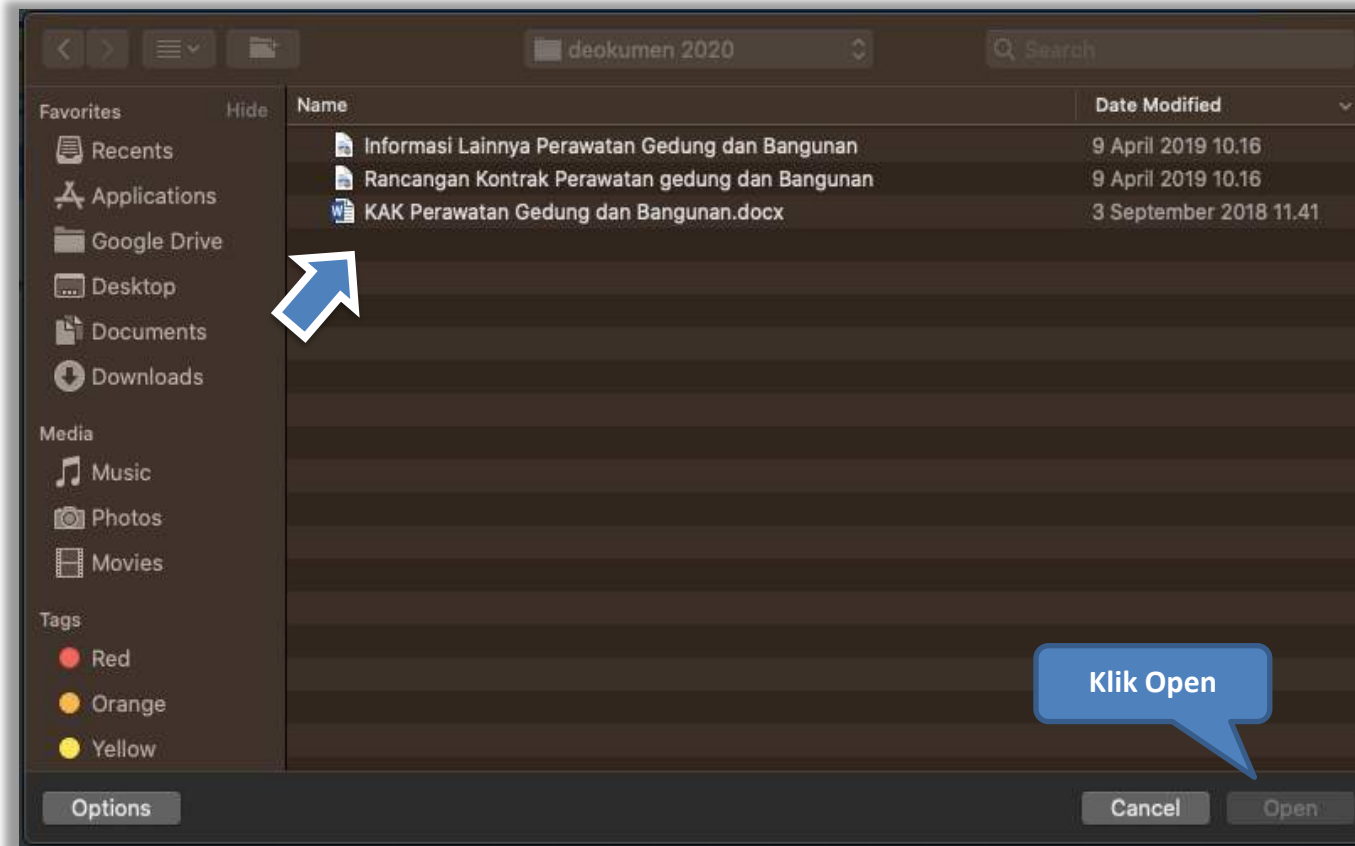 deokumen 2020
Search
Favorites Hide
Recents
Applications
Google Drive
Desktop
Documents
Downloads
Media
Music
Photos
Movies
Tags
Red
Orange
Yellow
Name Date Modified
Informasi Lainnya Perawatan Gedung dan Bangunan 9 April 2019 10.16
Rancangan Kontrak Perawatan gedung dan Bangunan 9 April 2019 10.16
KAK Perawatan Gedung dan Bangunan.docx 3 September 2018 11.41
Klik Open
Options Cancel Open